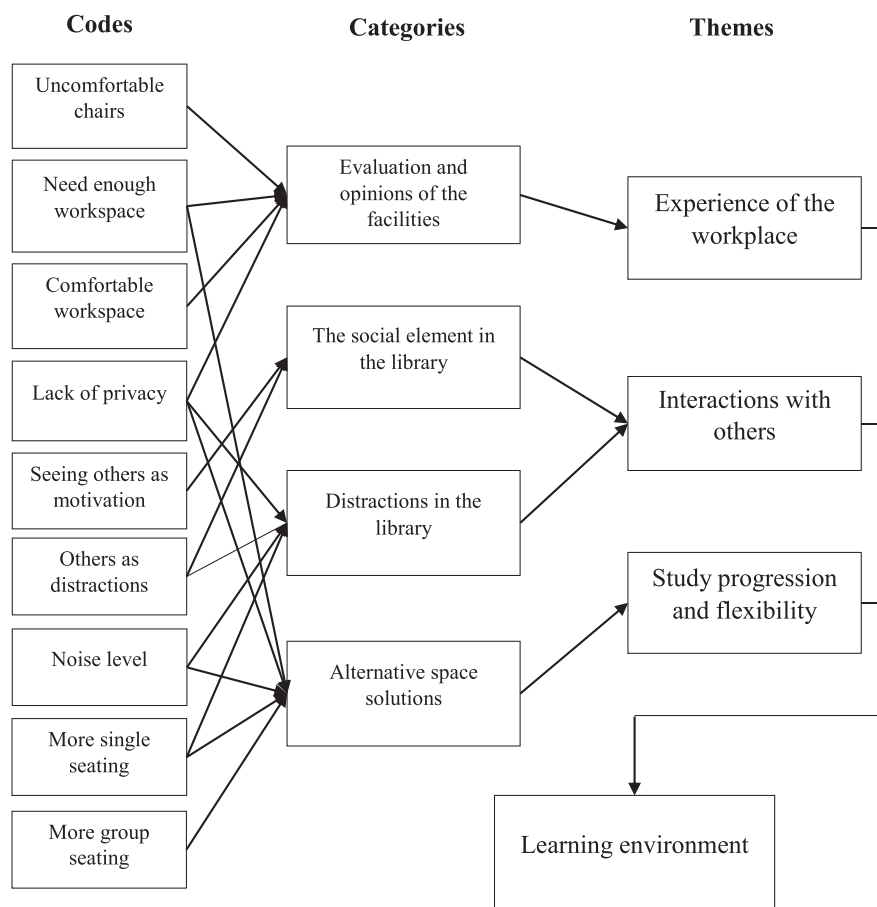 Codes
Categories
Themes
Uncomfortable
chairs
Need enough
workspace
Comfortable
workspace
Lack of privacy
Seeing others as
motivation
Others as
distractions
Noise level
More single
seating
More group
seating
Evaluation and
opinions of the
facilities
The social element in
the library
Distractions in the
library
Alternative space
solutions
Experience of the
workplace
Interactions with
others
Study progression
and flexibility
Learning environment